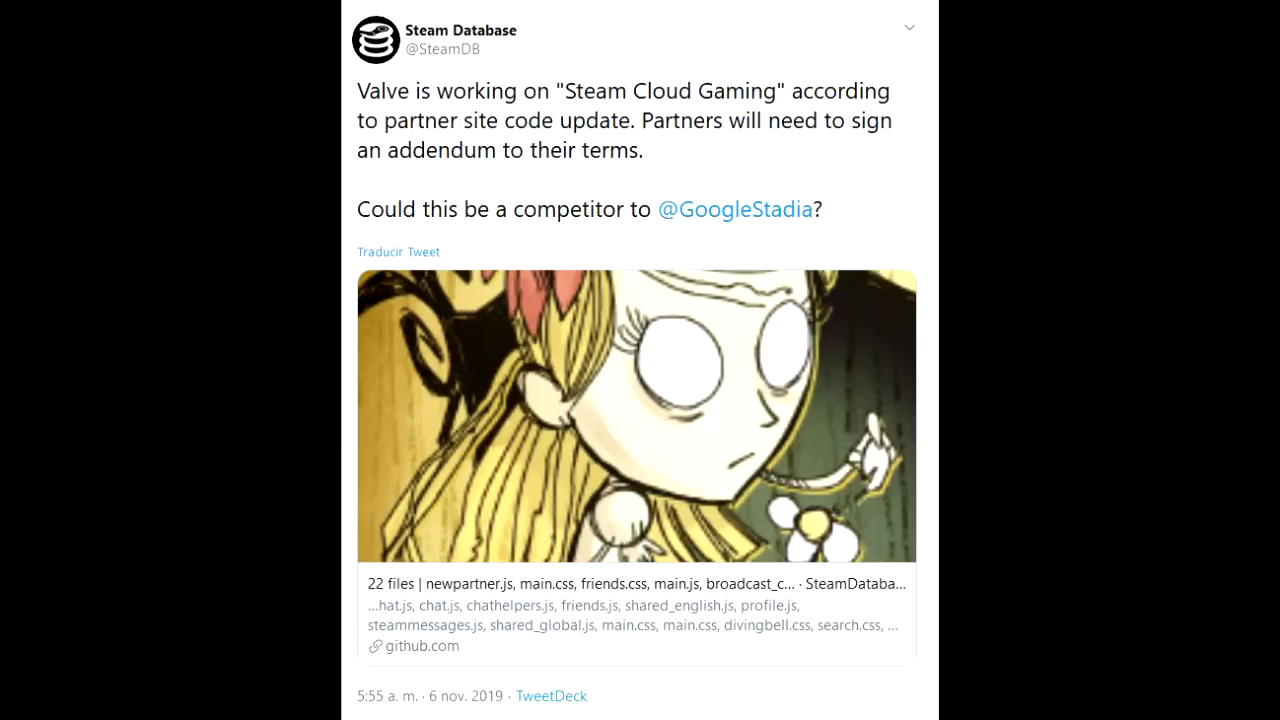 Steam Database
@SteamDB
Valve is working on "Steam Cloud Gaming" according
to partner site code update. Partners will need to sign
an addendum to their terms.
Could this be a competitor to @GoogleStadia?
Traducir Tweet
22 files | newpartner.js, main.css, friends.css, main.js, broadcast_c... · SteamDataba...
...hat.js, chat.js, chathelpers.js, friends.js, shared_english.js, profile.js,
steammessages.js, shared_global.js, main.css, main.css, divingbell.css, search.css, ...
github.com
5:55 a. m. · 6 nov. 2019 · TweetDeck